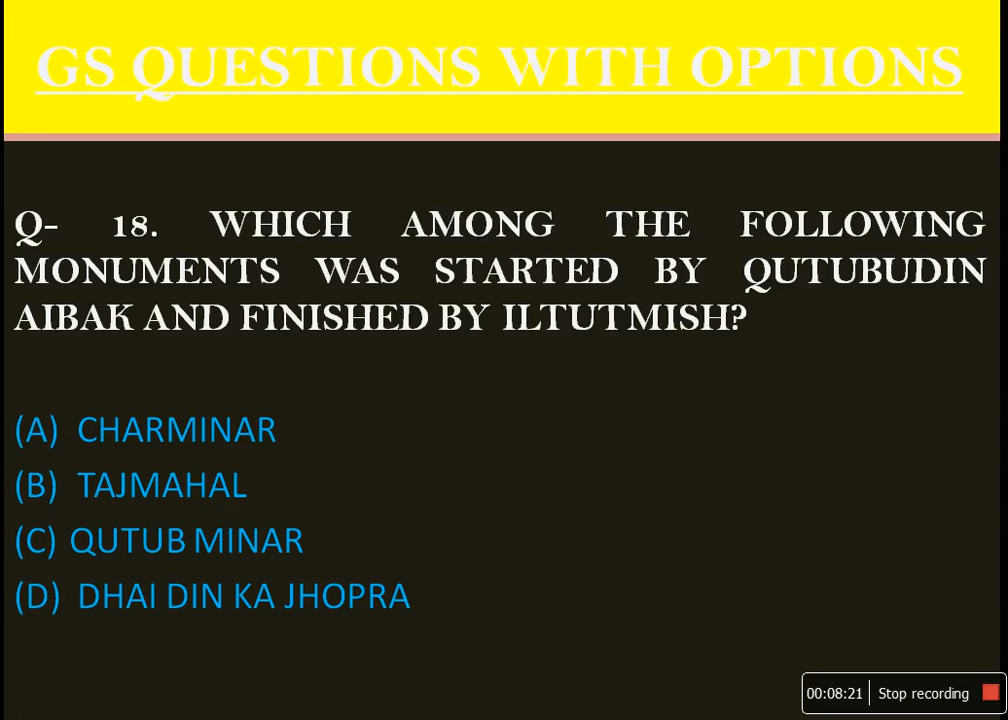 GS QUESTIONS WITH OPTIONS
Q- 18. WHICH AMONG THE FOLLOWING
MONUMENTS WAS STARTED BY QUTUBUDIN
AIBAK AND FINISHED BY ILTUTMISH?
(A) CHARMINAR
(B) TAJMAHAL
(C) QUTUB MINAR
(D) DHAI DIN KA JHOPRA
00:08:21 Stop recording